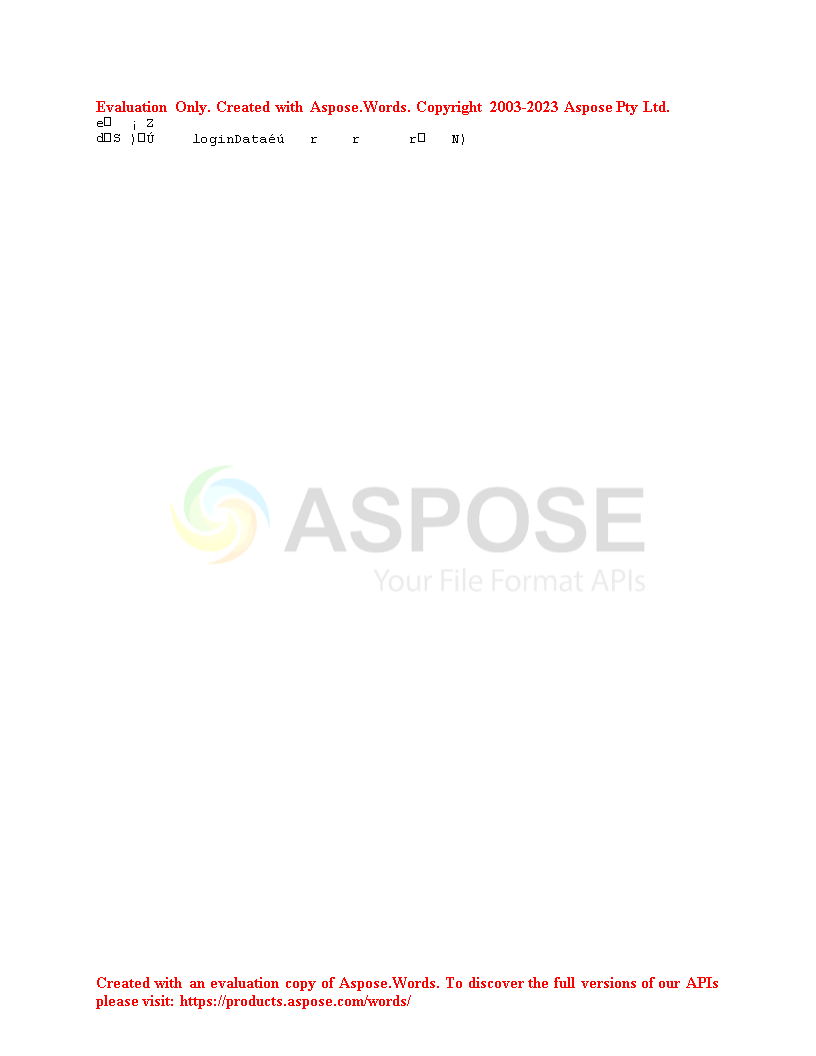 Evaluation Only. Created with Aspose.Words. Copyright 2003-2023 Aspose Pty Ltd.
e□ ¡ Z
d□S )□Ú loginDataéú r r r□ N)
ASPOSE
Your File Format APIs
Created with an evaluation copy of Aspose.Words. To discover the full versions of our APIs
please visit: https://products.aspose.com/words/